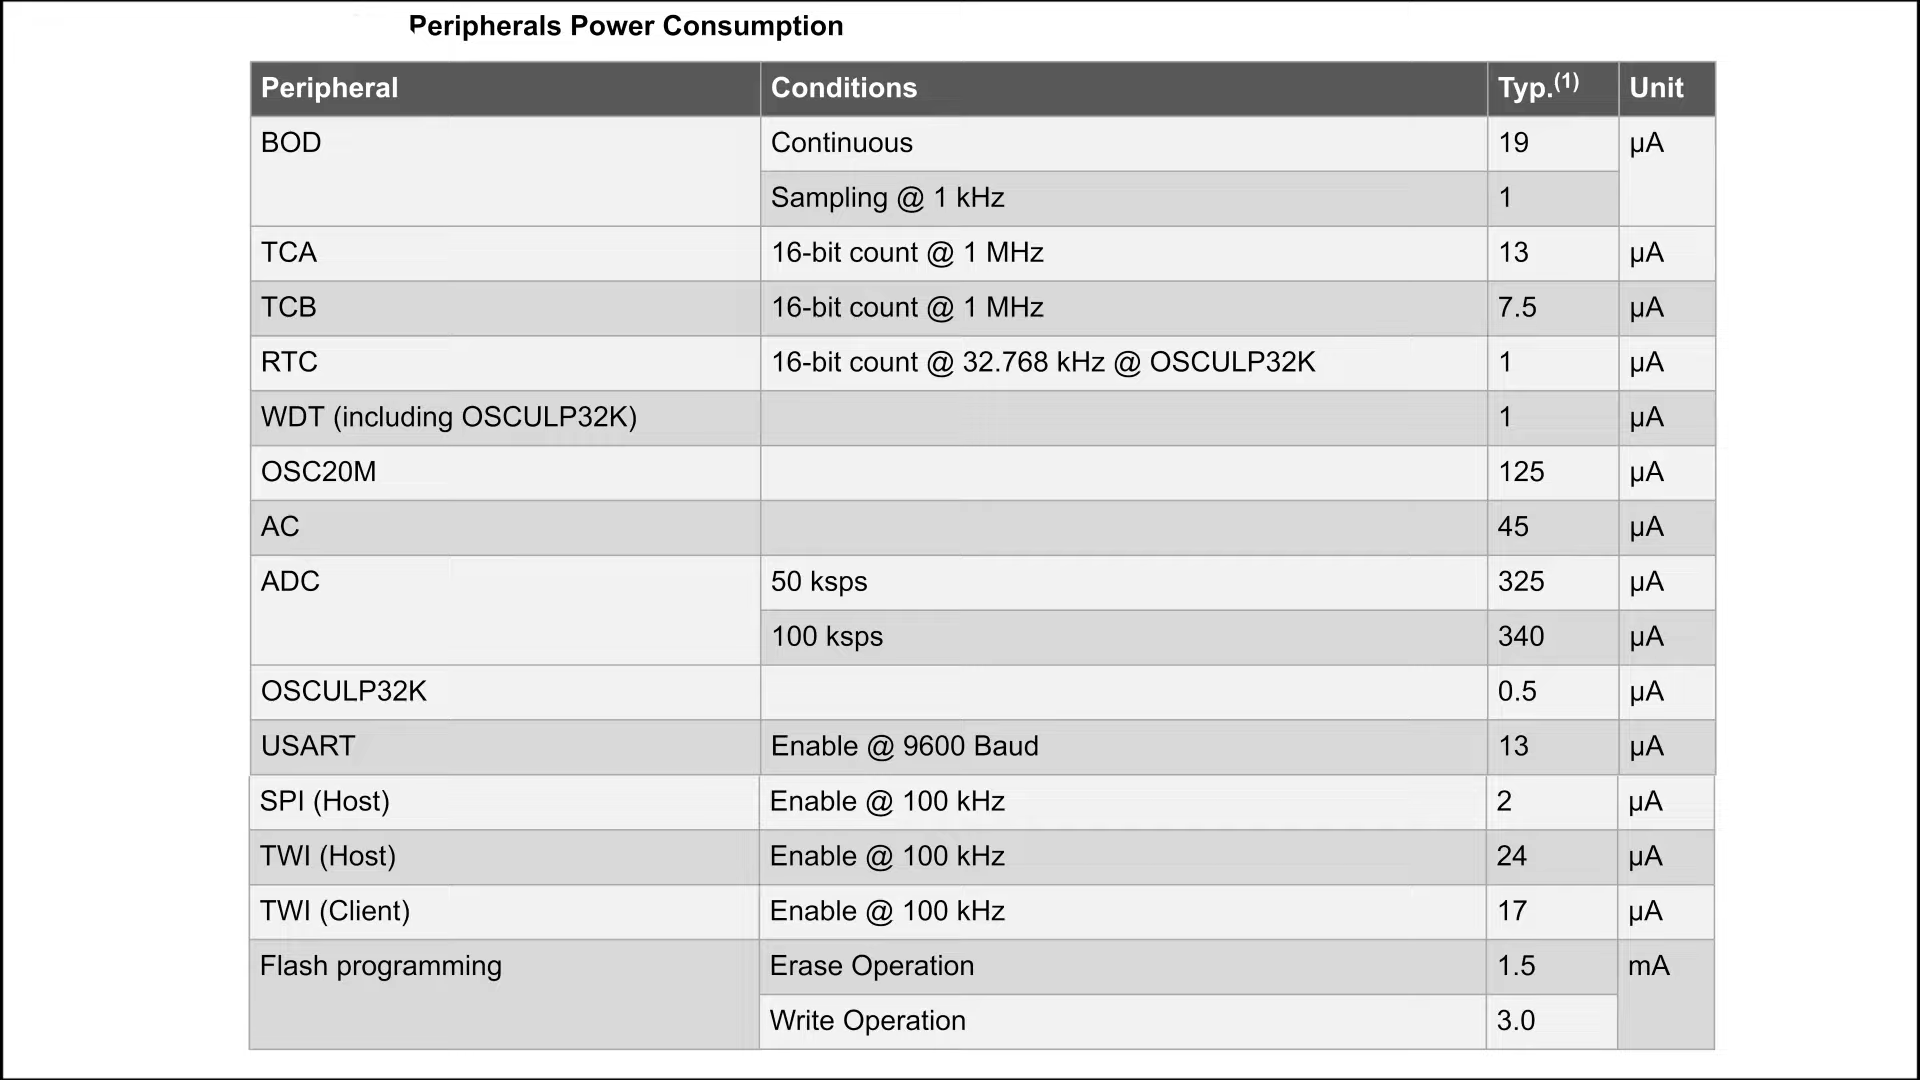 Peripherals Power Consumption
Peripheral Conditions Typ.(1) Unit
BOD Continuous 19 µA
Sampling @ 1 kHz 1
TCA 16-bit count @ 1 MHz 13 µA
TCB 16-bit count @ 1 MHz 7.5 µA
RTC 16-bit count @ 32.768 kHz @ OSCULP32K 1 µA
WDT (including OSCULP32K) 1 µA
OSC20M 125 µA
AC 45 µA
ADC 50 ksps 325 µA
100 ksps 340 µA
OSCULP32K 0.5 µA
USART Enable @ 9600 Baud 13 µA
SPI (Host) Enable @ 100 kHz 2 µA
TWI (Host) Enable @ 100 kHz 24 µA
TWI (Client) Enable @ 100 kHz 17 µA
Flash programming Erase Operation 1.5 mA
Write Operation 3.0